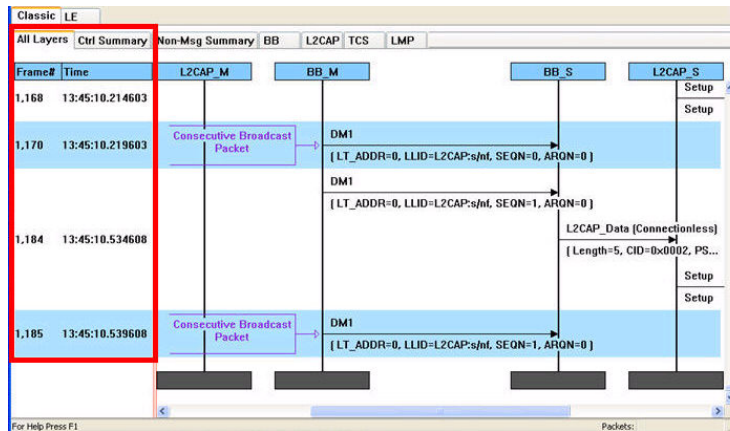 Classic LE
All Layers Ctrl Summary Non-Msg Summary BB L2CAP TCS LMP
Frame# Time L2CAP_M BB_M BB_S L2CAP_S
Setup
1,168 13:45:10.214603
Setup
Consecutive Broadcast
Packet
DM1
1,170 13:45:10.219603
( LT_ADDR=0, LLID=L2CAP:s/nf, SEQN=0, ARQN=0 )
DM1
( LT_ADDR=0, LLID=L2CAP:s/nf, SEQN=1, ARQN=0 )
L2CAP_Data (Connectionless)
1,184 13:45:10.534608
( Length=5, CID=0x0002, PS...
Setup
Setup
Consecutive Broadcast
Packet
DM1
1,185 13:45:10.539608
( LT_ADDR=0, LLID=L2CAP:s/nf, SEQN=1, ARQN=0 )
For Help Press F1 Packets: